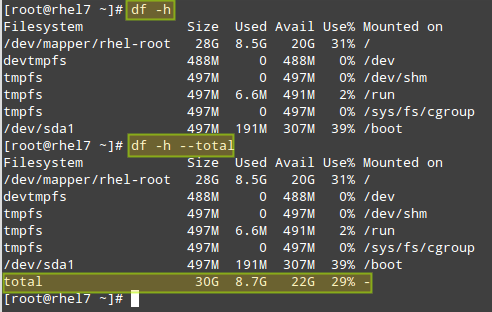 [root@rhel7 ~]# df -h
Filesystem Size Used Avail Use% Mounted on
/dev/mapper/rhel-root 28G 8.5G 20G 31% /
devtmpfs 488M 0 488M 0% /dev
tmpfs 497M 0 497M 0% /dev/shm
tmpfs 497M 6.6M 491M 2% /run
tmpfs 497M 0 497M 0% /sys/fs/cgroup
/dev/sda1 497M 191M 307M 39% /boot
[root@rhel7 ~]# df -h --total
Filesystem Size Used Avail Use% Mounted on
/dev/mapper/rhel-root 28G 8.5G 20G 31% /
devtmpfs 488M 0 488M 0% /dev
tmpfs 497M 0 497M 0% /dev/shm
tmpfs 497M 6.6M 491M 2% /run
tmpfs 497M 0 497M 0% /sys/fs/cgroup
/dev/sda1 497M 191M 307M 39% /boot
total 30G 8.7G 22G 29% -
[root@rhel7 ~]#